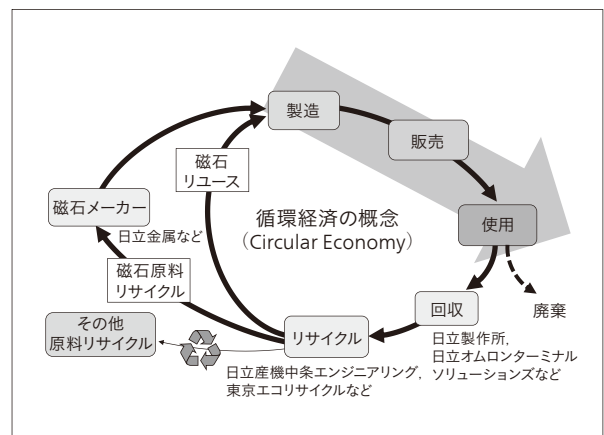 製造
販売
磁石
リユース
磁石メーカー
日立金属など
循環経済の概念
（Circular Economy）
使用
磁石原料
リサイクル
回収
廃棄
その他
原料リサイクル
リサイクル
日立製作所，
日立オムロンターミナル
ソリューションズなど
日立産機中条エンジニアリング，
東京エコリサイクルなど